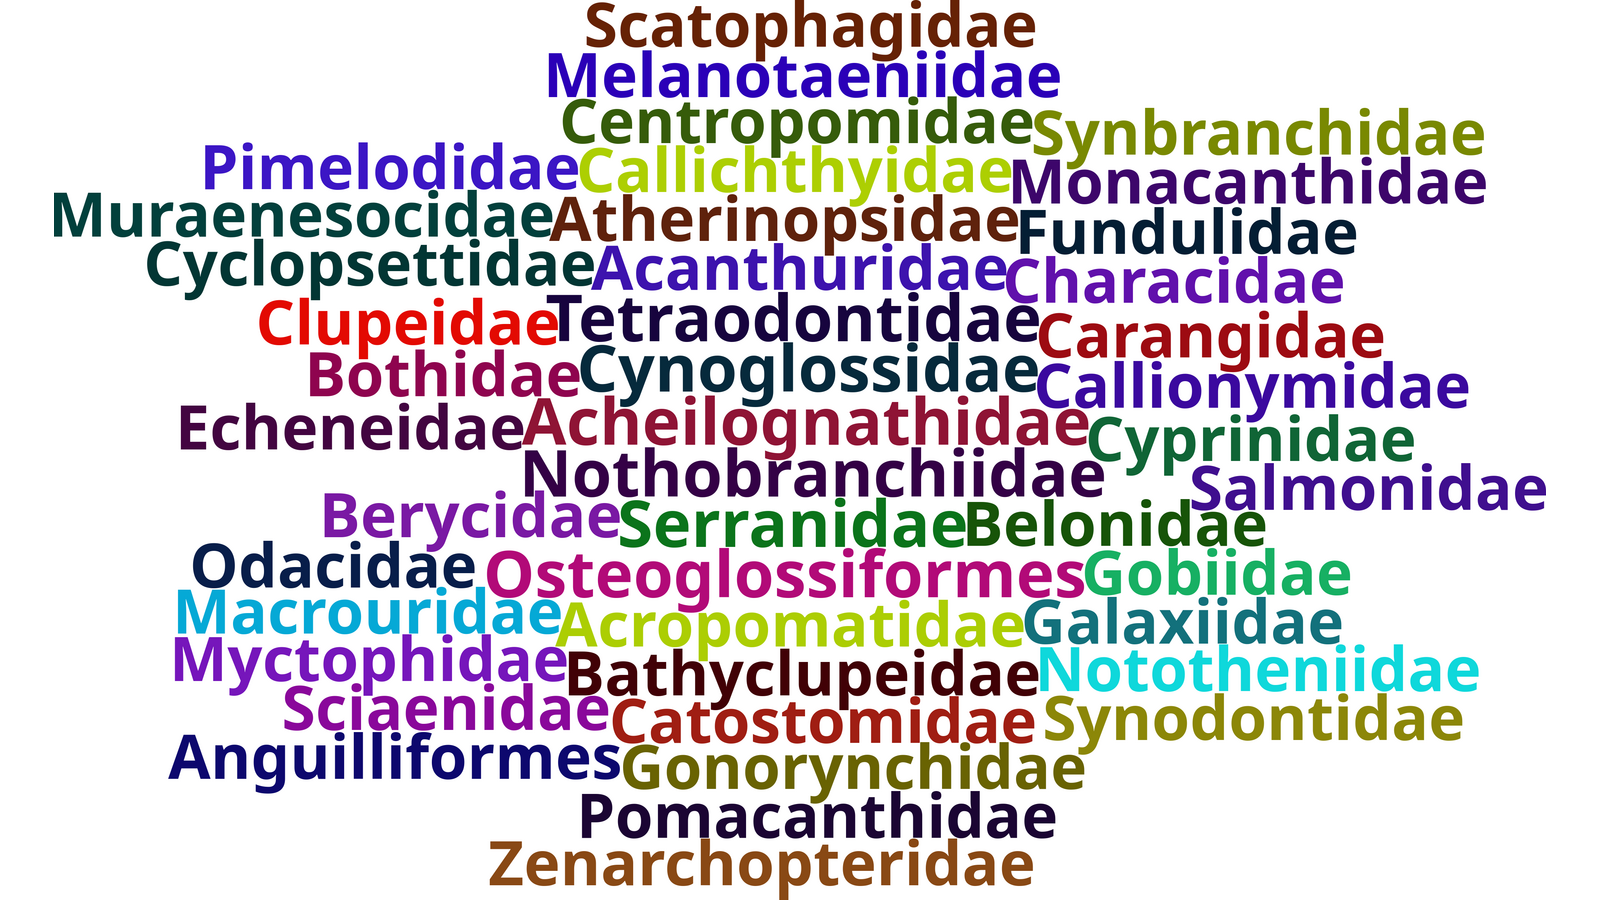 Scatophagidae
Melanotaeniidae
Centropomidae Synbranchidae
Pimelodidae Callichthyidae Monacanthidae
Muraenesocidae Atherinopsidae Fundulidae
Cyclopsettidae Acanthuridae Characidae
Clupeidae Tetraodontidae Carangidae
Bothidae Cynoglossidae Callionymidae
Echeneidae Acheilognathidae Cyprinidae
Nothobranchiidae Salmonidae
Berycidae Serranidae Belonidae
Odacidae Osteoglossiformes Gobiidae
Macrouridae Acropomatidae Galaxiidae
Myctophidae Bathyclupeidae Nototheniidae
Sciaenidae Catostomidae Synodontidae
Anguilliformes Gonorynchidae
Pomacanthidae
Zenarchopteridae